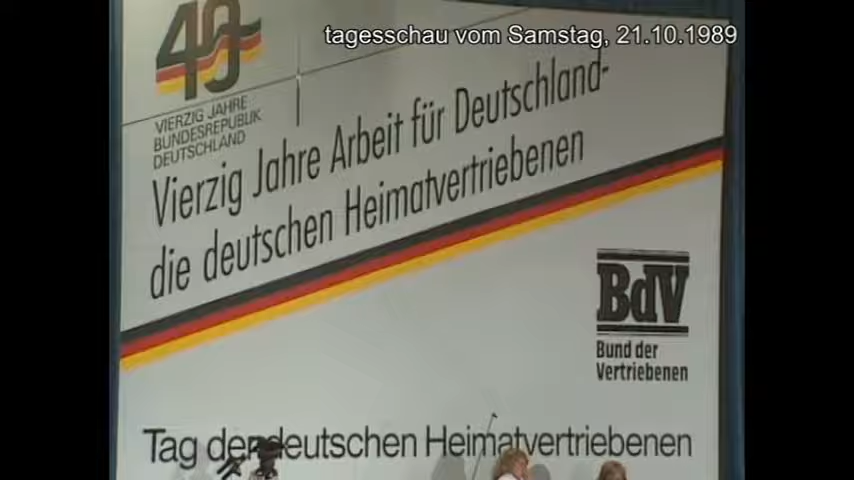 tagesschau vom Samstag, 21.10.1989
40
VIERZIG JAHRE
BUNDESREPUBLIK
DEUTSCHLAND
Vierzig Jahre Arbeit für Deutschland-
die deutschen Heimatvertriebenen
BdV
Bund der
Vertriebenen
Tag der deutschen Heimatvertriebenen